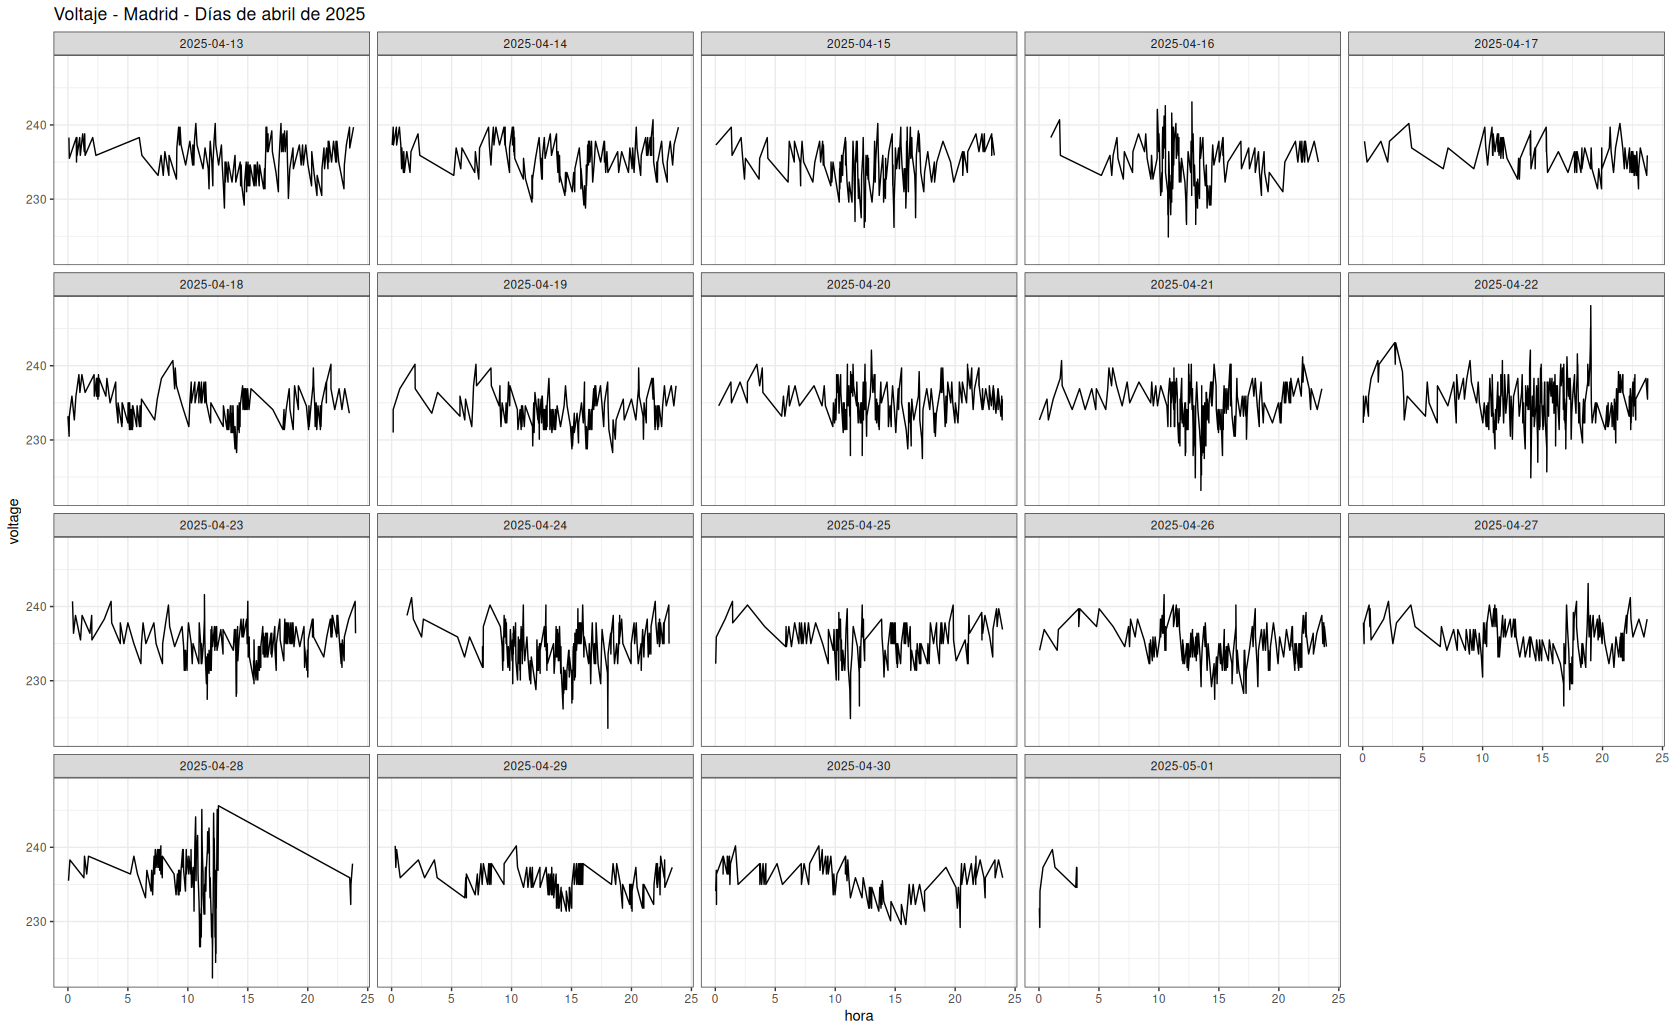 Voltaje - Madrid - Días de abril de 2025
2025-04-13 2025-04-14 2025-04-15 2025-04-16 2025-04-17
240
230
2025-04-18 2025-04-19 2025-04-20 2025-04-21 2025-04-22
240
230
voltage
2025-04-23 2025-04-24 2025-04-25 2025-04-26 2025-04-27
240
230
0 5 10 15 20 25
2025-04-28 2025-04-29 2025-04-30 2025-05-01
240
230
0 5 10 15 20 25 0 5 10 15 20 25 0 5 10 15 20 25 0 5 10 15 20 25
hora